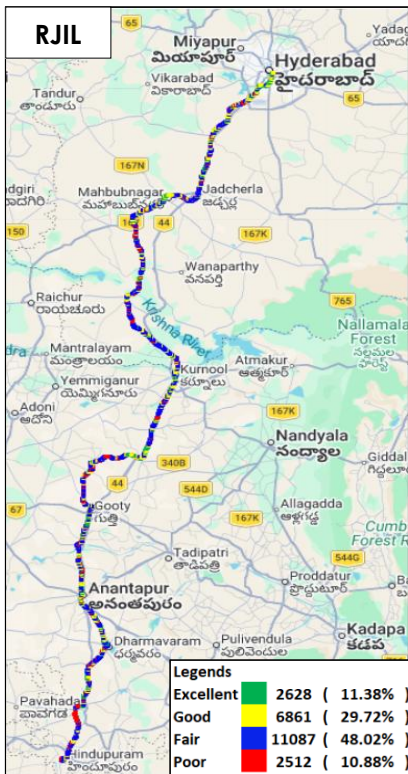 RJIL
65
Miyapur
మియాపూర్
Hyderabad
హైదరాబాద్
Vikarabad
వికారాబాద్
Tandur
తాండూరు
65
167N
Jadcherla
జడ్చర్ల
Mahbubnagar
44
167K
150
Wanaparthy
వనపర్తి
Raichur
రాయచూరు
765
Krishna River
Nallamala
Forest
Mantralayam
మంత్రాలయం
Atmakur
ఆత్మకూర్
Kurnool
కర్నూలు
Yemmiganur
యెమ్మిగనూరు
Adoni
ఆదోని
167K
Nandyala
నంద్యాల
340B
44
544D
Gooty
గుత్తి
67
Allagadda
ఆళ్లగడ్డ
167K
544G
Tadipatri
తాడిపత్రి
Proddatur
ప్రొద్దుటూర్
Anantapur
అనంతపురం
Dharmavaram
ధర్మవరం
Pulivendula
పులివెందుల
Kadapa
కడప
Pavahada
పావగడ
Hindupuram
హిందూపురం
Legends
Excellent 2628 ( 11.38% )
Good 6861 ( 29.72% )
Fair 11087 ( 48.02% )
Poor 2512 ( 10.88% )